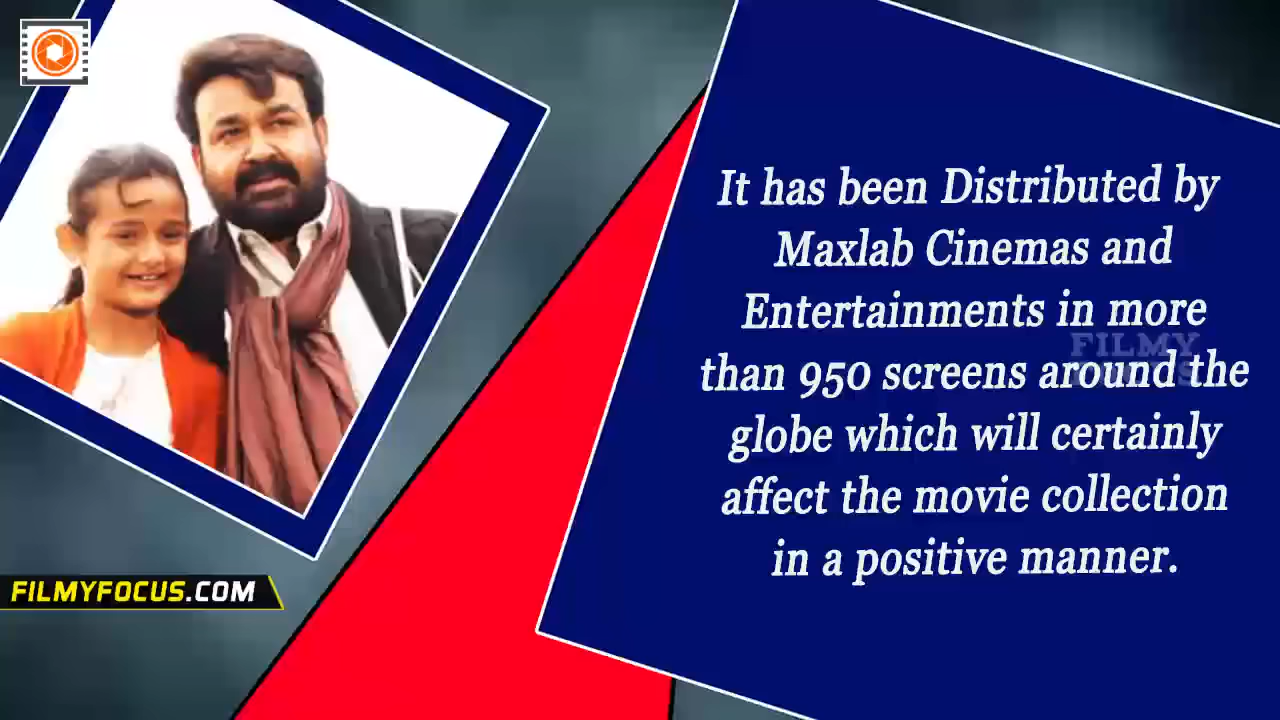 It has been Distributed by
Maxlab Cinemas and
Entertainments in more
than 950 screens around the
globe which will certainly
affect the movie collection
in a positive manner.
FILMY
FILMYFOCUS.COM